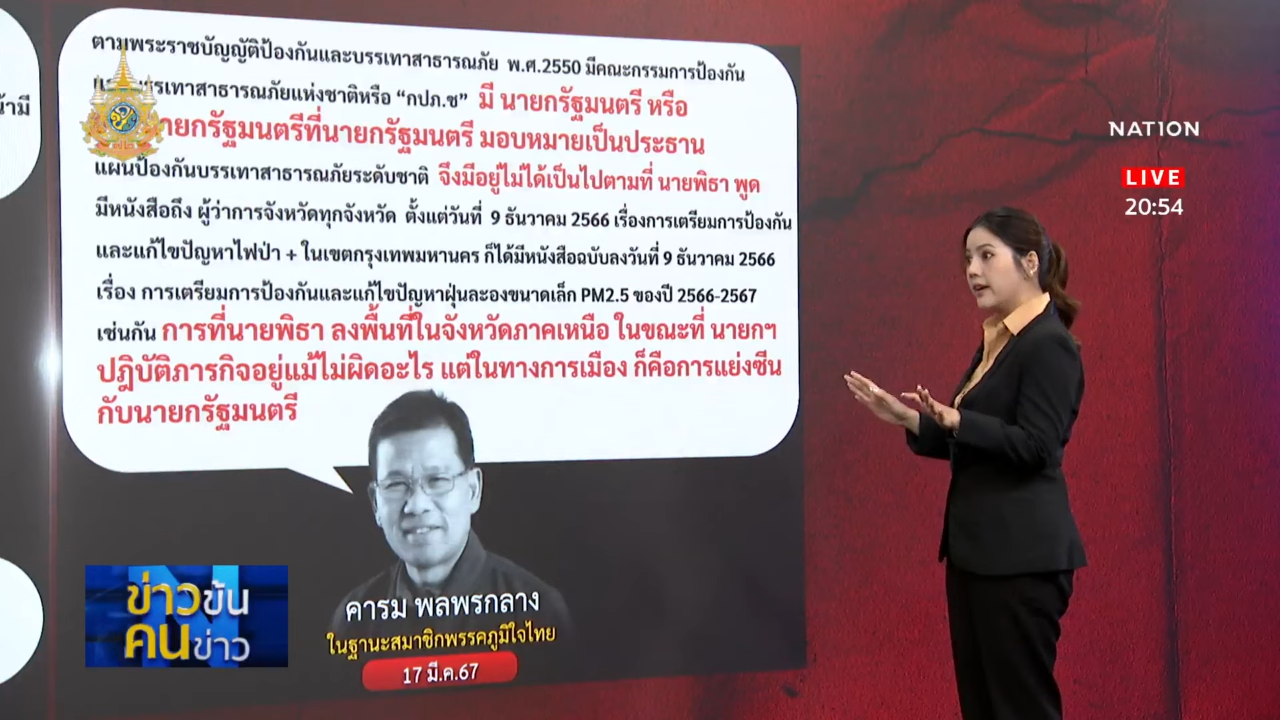 ตามพระราชบัญญัติป้องกันและบรรเทาสาธารณภัย พ.ศ.2550 มีคณะกรรมการป้องกัน
บรรเทาสาธารณภัยแห่งชาติหรือ “กปภ.ช” มี นายกรัฐมนตรี หรือ
นายกรัฐมนตรีที่นายกรัฐมนตรี มอบหมายเป็นประธาน
แผนป้องกันบรรเทาสาธารณภัยระดับชาติ จึงมีอยู่ไม่ได้เป็นไปตามที่ นายพิธา พูด
มีหนังสือถึง ผู้ว่าการจังหวัดทุกจังหวัด ตั้งแต่วันที่ 9 ธันวาคม 2566 เรื่องการเตรียมการป้องกัน
และแก้ไขปัญหาไฟป่า + ในเขตกรุงเทพมหานคร ก็ได้มีหนังสือฉบับลงวันที่ 9 ธันวาคม 2566
เรื่อง การเตรียมการป้องกันและแก้ไขปัญหาฝุ่นละอองขนาดเล็ก PM2.5 ของปี 2566-2567
เช่นกัน การที่นายพิธา ลงพื้นที่ในจังหวัดภาคเหนือ ในขณะที่ นายกฯ
ปฎิบัติภารกิจอยู่แม้ไม่ผิดอะไร แต่ในทางการเมือง ก็คือการแย่งซีน
กับนายกรัฐมนตรี
คารม พลพรกลาง
ในฐานะสมาชิกพรรคภูมิใจไทย
17 มี.ค.67
NATION
LIVE
20:54
ข่าวข้น
คนข่าว